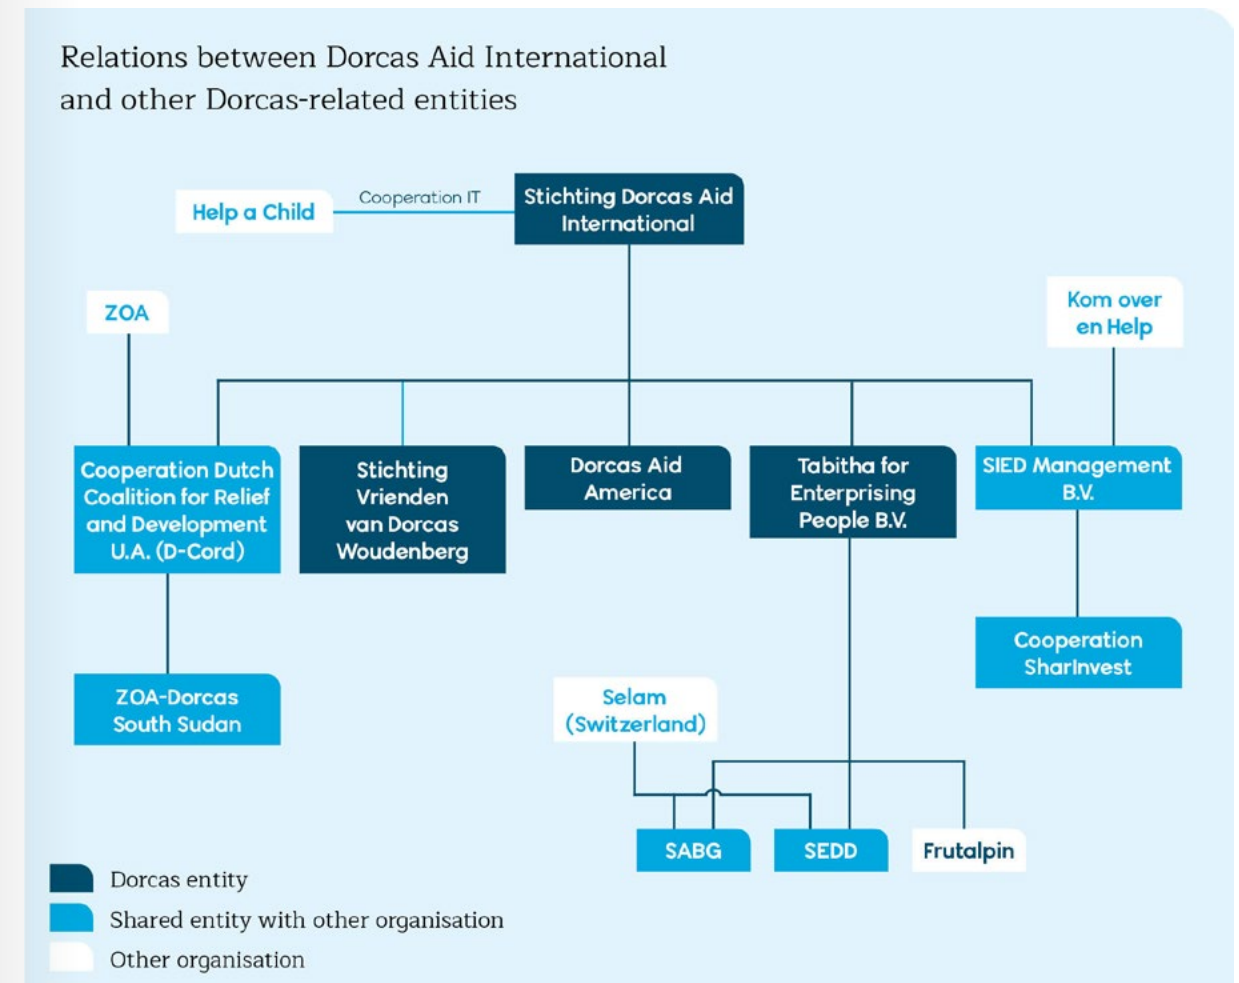 Relations between Dorcas Aid International
and other Dorcas-related entities
Help a Child
Cooperation IT
Stichting Dorcas Aid
International
ZOA
Kom over
en Help
Cooperation Dutch
Coalition for Relief
and Development
U.A. (D-Cord)
Stichting
Vrienden
van Dorcas
Woudenberg
Dorcas Aid
America
Tabitha for
Enterprising
People B.V.
SIED Management
B.V.
Cooperation
SharInvest
ZOA-Dorcas
South Sudan
Selam
(Switzerland)
SABG
SEDD
Frutalpin
Dorcas entity
Shared entity with other organisation
Other organisation